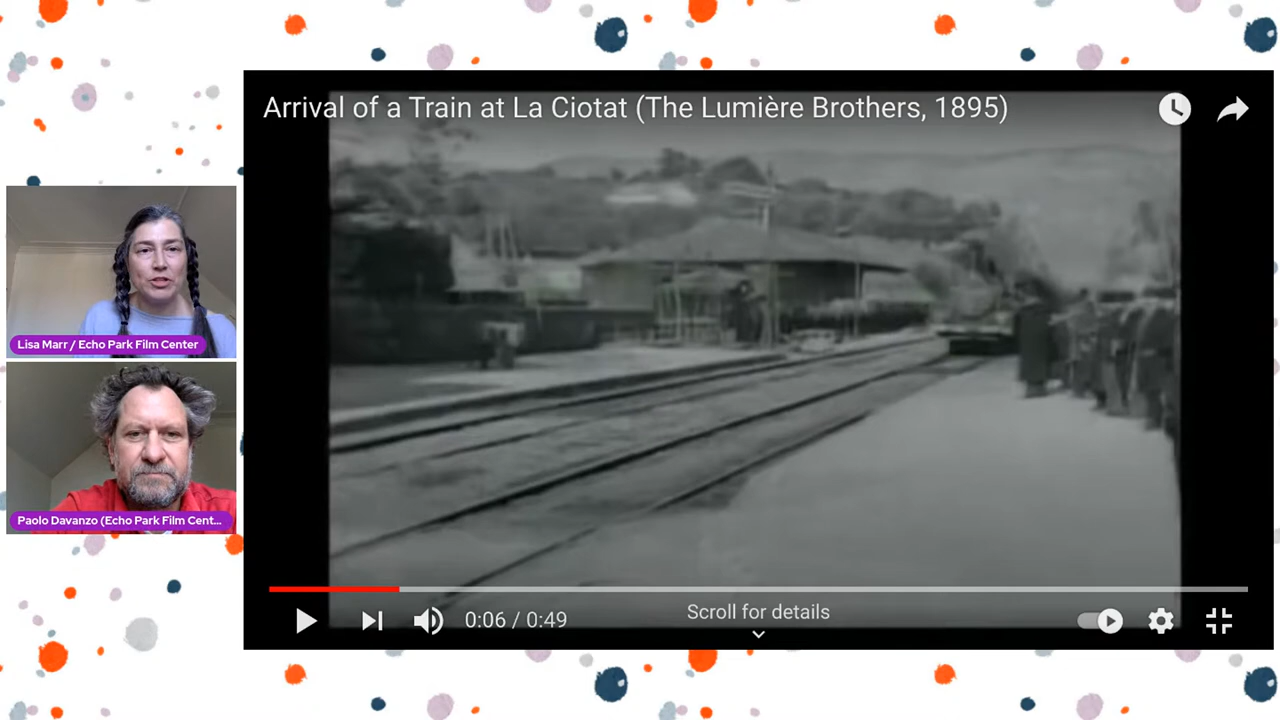 Arrival of a Train at La Ciotat (The Lumière Brothers, 1895)
Lisa Marr / Echo Park Film Center
Paolo Davanzo (Echo Park Film Cent...
0:06 / 0:49
Scroll for details